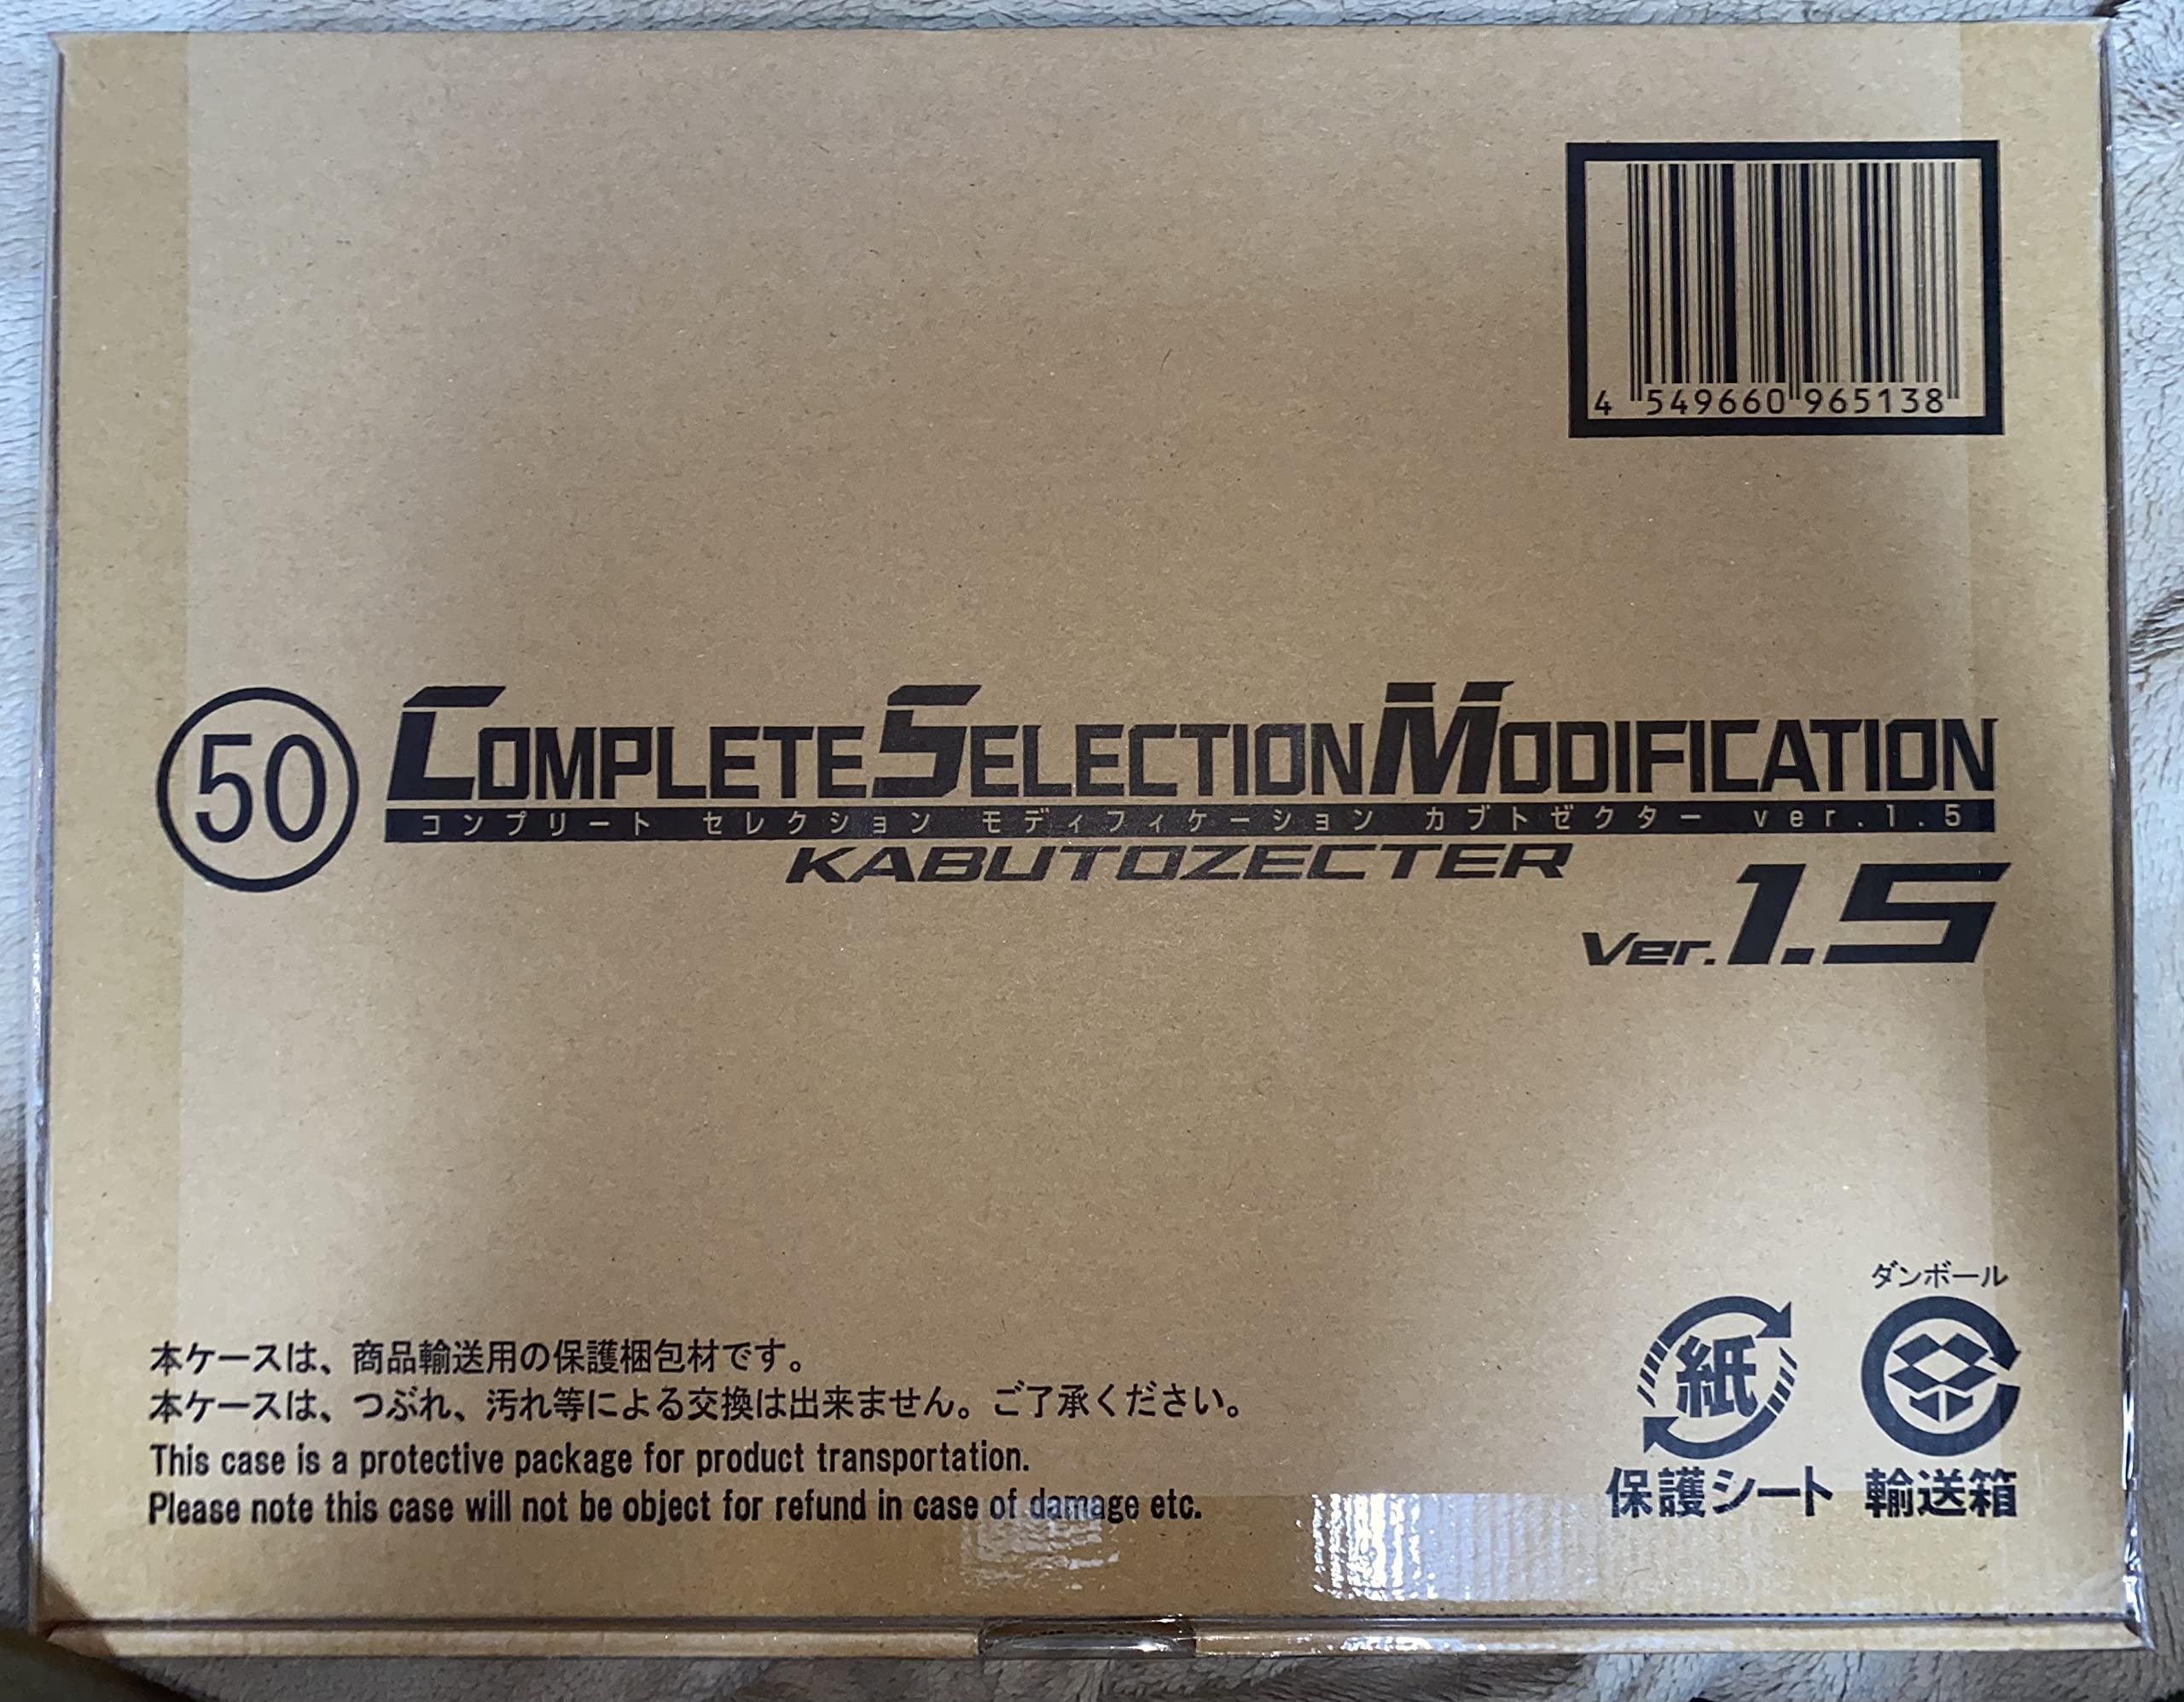 4 549660 965138
50
COMPLETE SELECTION MODIFICATION
コンプリート セレクション モディフィケーション カブトゼクター ver.1.5
KABUTOZECTER
Ver.1.5
本ケースは、商品輸送用の保護梱包材です。
本ケースは、つぶれ、汚れ等による交換は出来ません。ご了承ください。
This case is a protective package for product transportation.
Please note this case will not be object for refund in case of damage etc.
紙
保護シート
ダンボール
輸送箱